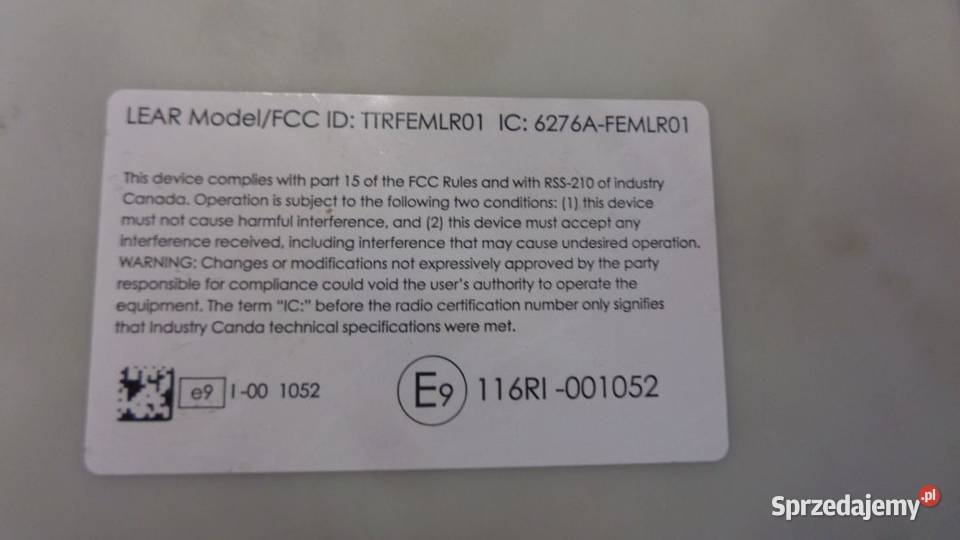 LEAR Model/FCC ID: TTRFEMLR01 IC: 6276A-FEMLR01
This device complies with part 15 of the FCC Rules and with RSS-210 of industry
Canada. Operation is subject to the following two conditions: (1) this device
must not cause harmful interference, and (2) this device must accept any
interference received, including interference that may cause undesired operation.
WARNING: Changes or modifications not expressively approved by the party
responsible for compliance could void the user's authority to operate the
equipment. The term "IC:" before the radio certification number only signifies
that Industry Canda technical specifications were met.
e9 I-00 1052 E9 116RI-001052
Sprzedajemy.pl